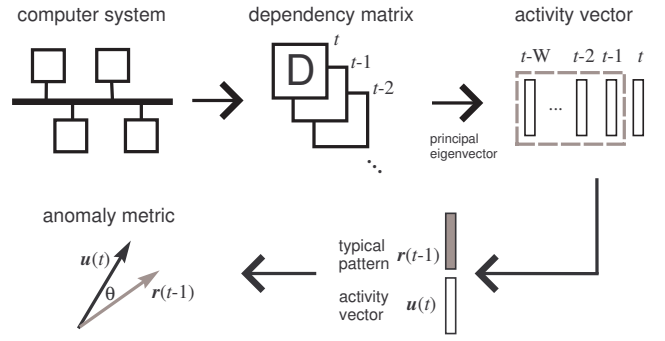 computer system
dependency matrix
activity vector
t
t-1
t-2
D
t-W
t-2
t-1
t
...
principal
eigenvector
...
anomaly metric
u(t)
θ
r(t-1)
typical
pattern
r(t-1)
activity
vector
u(t)